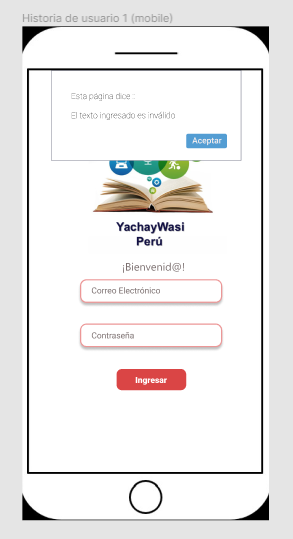 Historia de usuario 1 (mobile)
Esta pagina dice :
El texto ingresado es inválido
Aceptar
YachayWasi
Perú
¡Bienvenid@!
Correo Electrónico
Contraseña
Ingresar